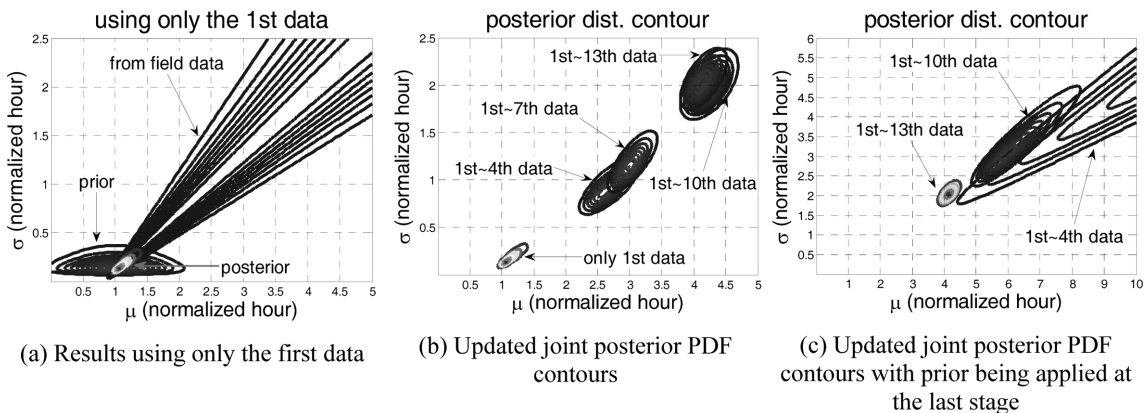 using only the 1st data
2.5
2
1.5
1
0.5
σ (normalized hour)
from field data
prior
posterior
0.5 1 1.5 2 2.5 3 3.5 4 4.5 5
μ (normalized hour)
(a) Results using only the first data
posterior dist. contour
2.5
2
1.5
1
0.5
σ (normalized hour)
1st~13th data
1st~7th data
1st~4th data
1st~10th data
only 1st data
0.5 1 1.5 2 2.5 3 3.5 4 4.5 5
μ (normalized hour)
(b) Updated joint posterior PDF
contours
posterior dist. contour
6
5.5
5
4.5
4
3.5
3
2.5
2
1.5
1
0.5
σ (normalized hour)
1st~10th data
1st~13th data
1st~4th data
1 2 3 4 5 6 7 8 9 10
μ (normalized hour)
(c) Updated joint posterior PDF
contours with prior being applied at
the last stage